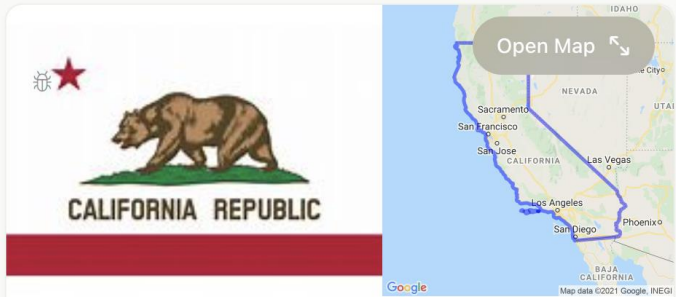 CALIFORNIA REPUBLIC
Open Map
IDAHO
NEVADA
Sacramento
San Francisco
San Jose
CALIFORNIA
Las Vegas
Los Angeles
San Diego
Phoenix
BAJA
CALIFORNIA
Google
Map data ©2021 Google, INEGI